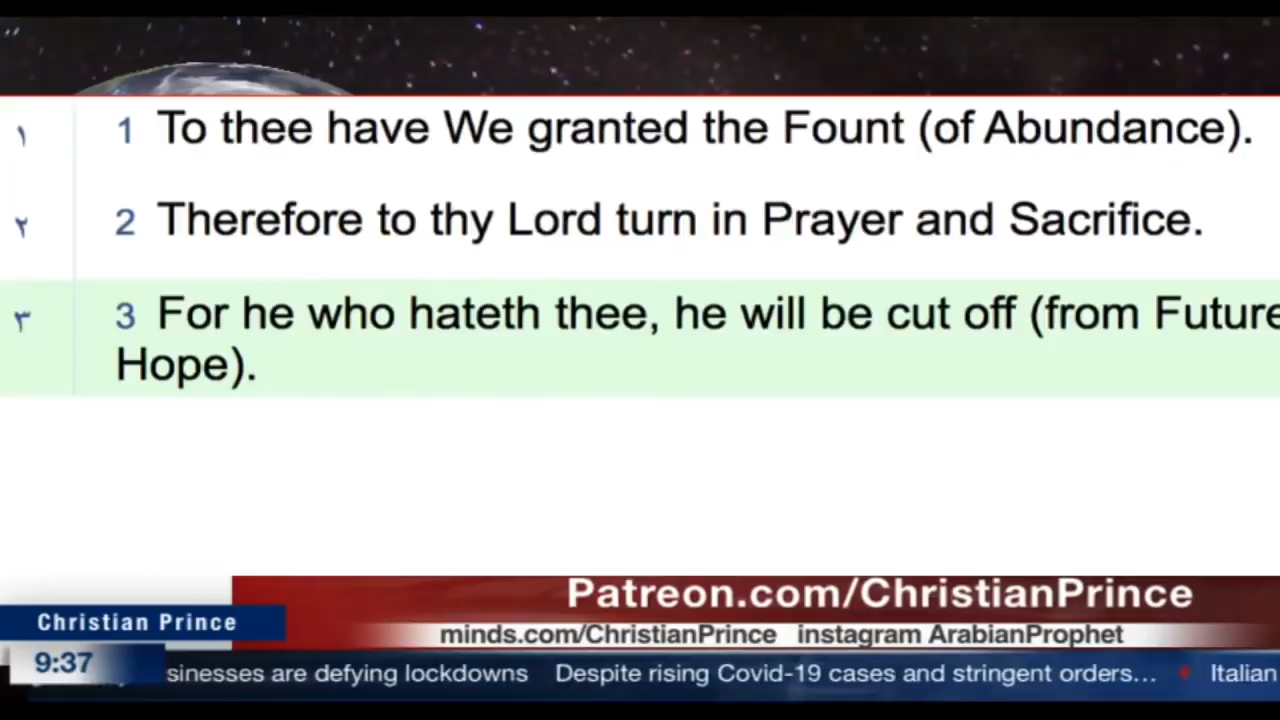 ١ 1 To thee have We granted the Fount (of Abundance).
٢ 2 Therefore to thy Lord turn in Prayer and Sacrifice.
٣ 3 For he who hateth thee, he will be cut off (from Future
Hope).
Patreon.com/ChristianPrince
Christian Prince
minds.com/ChristianPrince instagram ArabianProphet
9:37 sinesses are defying lockdowns Despite rising Covid-19 cases and stringent orders... Italian